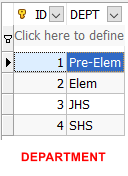 ID DEPT
Click here to define
1 Pre-Elem
2 Elem
3 JHS
4 SHS
DEPARTMENT